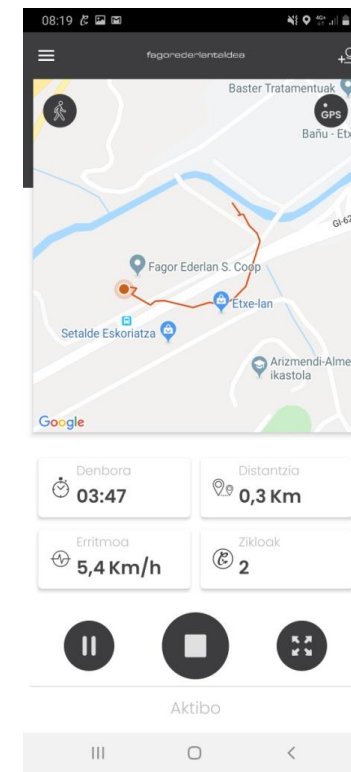 08:19
fagorederlantaldea
Baster Tratamentuak
GPS
Bañu - Etx
GI-62
Fagor Ederlan S. Coop
Etxe-lan
Setalde Eskoriatza
Arizmendi-Alme
ikastola
Google
Denbora
03:47
Distantzia
0,3 Km
Erritmoa
5,4 Km/h
Zikloak
2
Aktibo